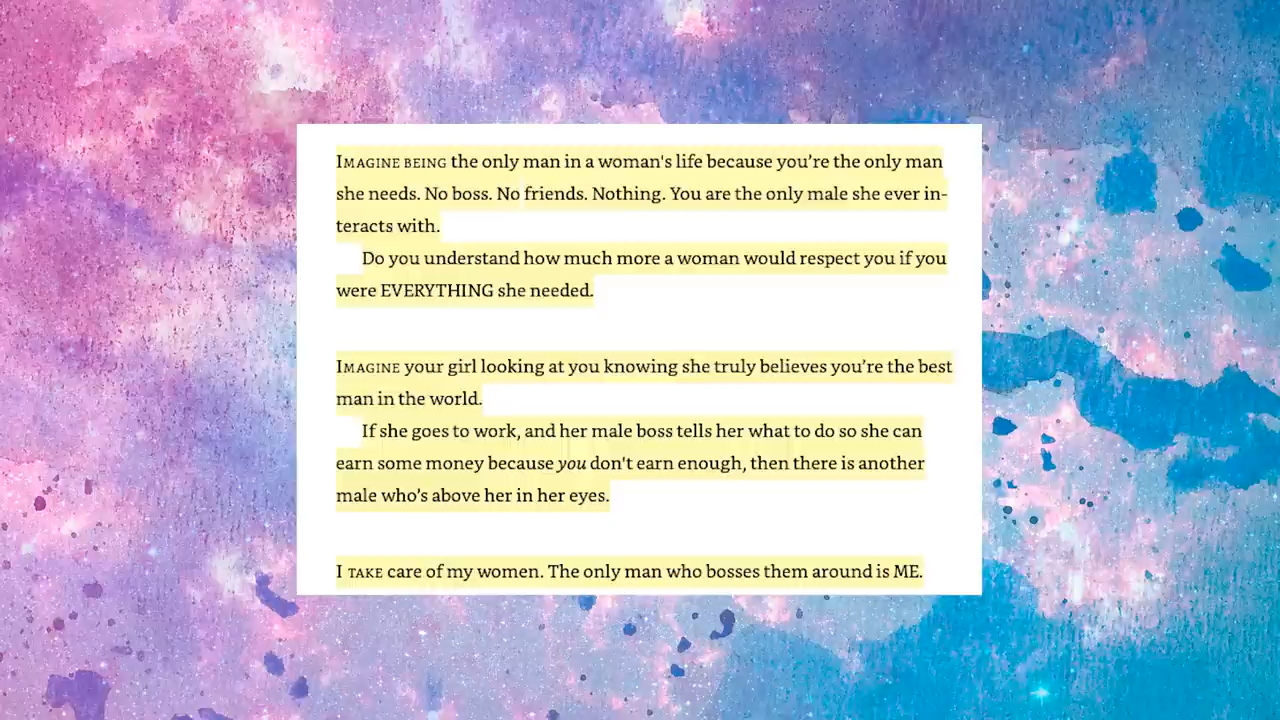 IMAGINE BEING the only man in a woman's life because you're the only man
she needs. No boss. No friends. Nothing. You are the only male she ever in-
teracts with.
Do you understand how much more a woman would respect you if you
were EVERYTHING she needed.
IMAGINE your girl looking at you knowing she truly believes you're the best
man in the world.
If she goes to work, and her male boss tells her what to do so she can
earn some money because you don't earn enough, then there is another
male who's above her in her eyes.
I TAKE care of my women. The only man who bosses them around is ME.